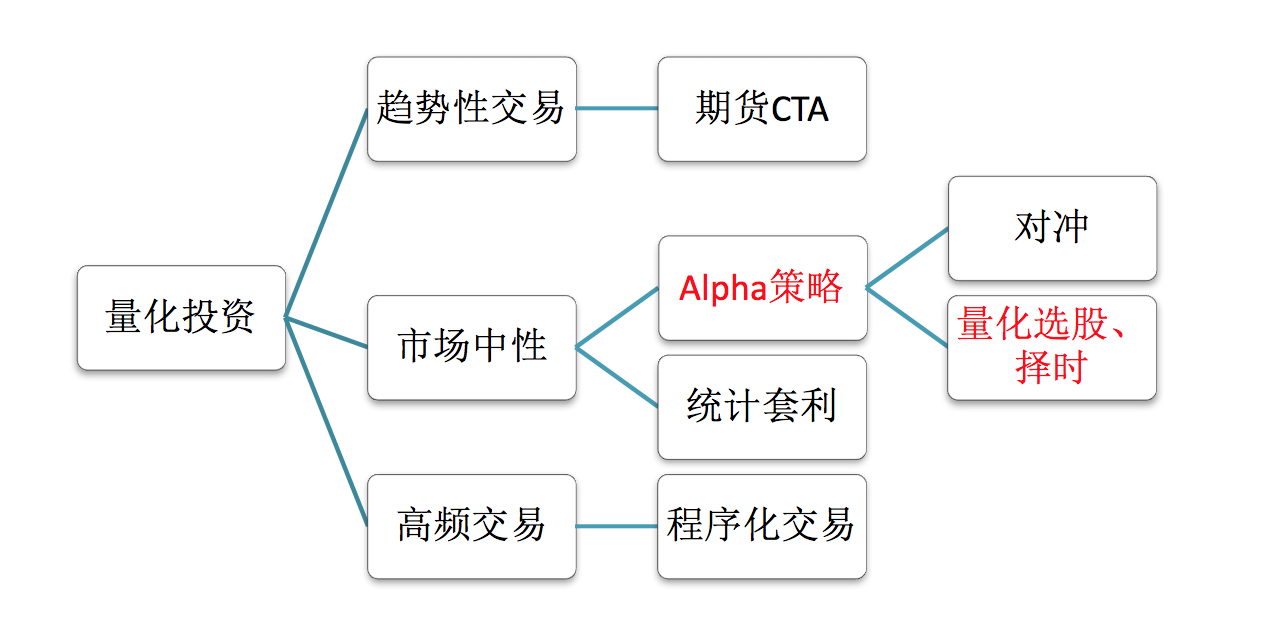 趋势性交易
期货CTA
对冲
Alpha策略
量化投资
市场中性
量化选股、
择时
统计套利
高频交易
程序化交易